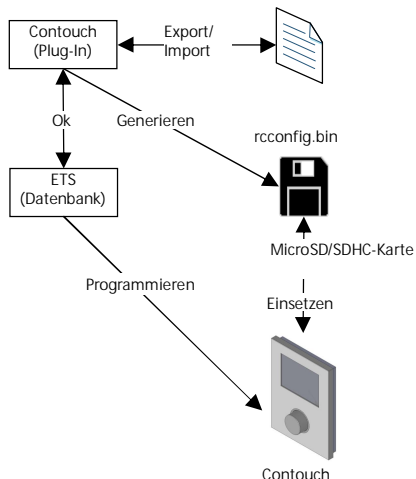 Contouch
(Plug-In)
Export/
Import
Ok
Generieren
rcconfig.bin
ETS
(Datenbank)
MicroSD/SDHC-Karte
Programmieren
Einsetzen
Contouch